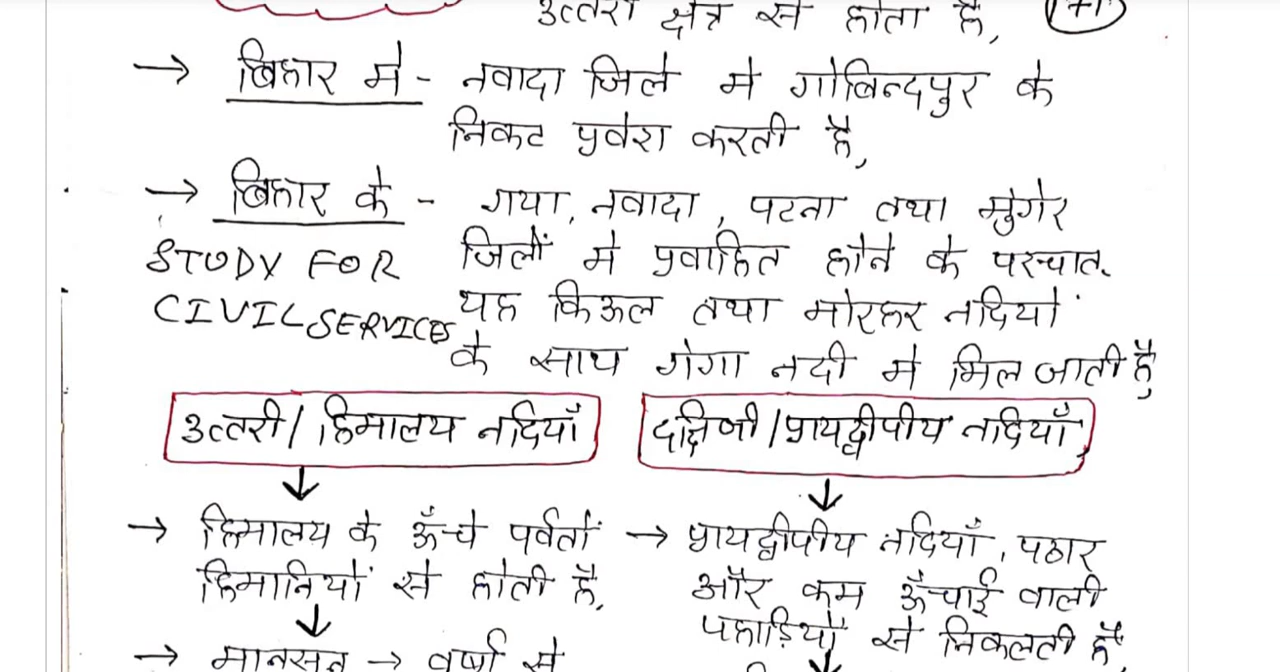 उत्तरी क्षेत्र से होता है,
→ बिहार में - नवादा जिले मे गोबिन्दपुर के
निकट प्रवेश करती है,
→ बिहार के - गया, नवादा, पटना तथा मुंगेर
जिलों मे प्रवाहित होने के पश्चात
STUDY FOR
CIVIL SERVICES
यह किऊल तथा मोरहर नदियों
के साथ गंगा नदी में मिल जाती है,
उत्तरी/हिमालय नदियाँ
दक्षिणी/प्रायद्वीपीय नदियाँ,
→ हिमालय के ऊँचे पर्वतों
हिमानियों से होती है,
→ प्रायद्वीपीय नदियाँ, पठार
और कम ऊँचाई वाली
पहाड़ियों से निकलती हैं,
→ मानसून → वर्षा से